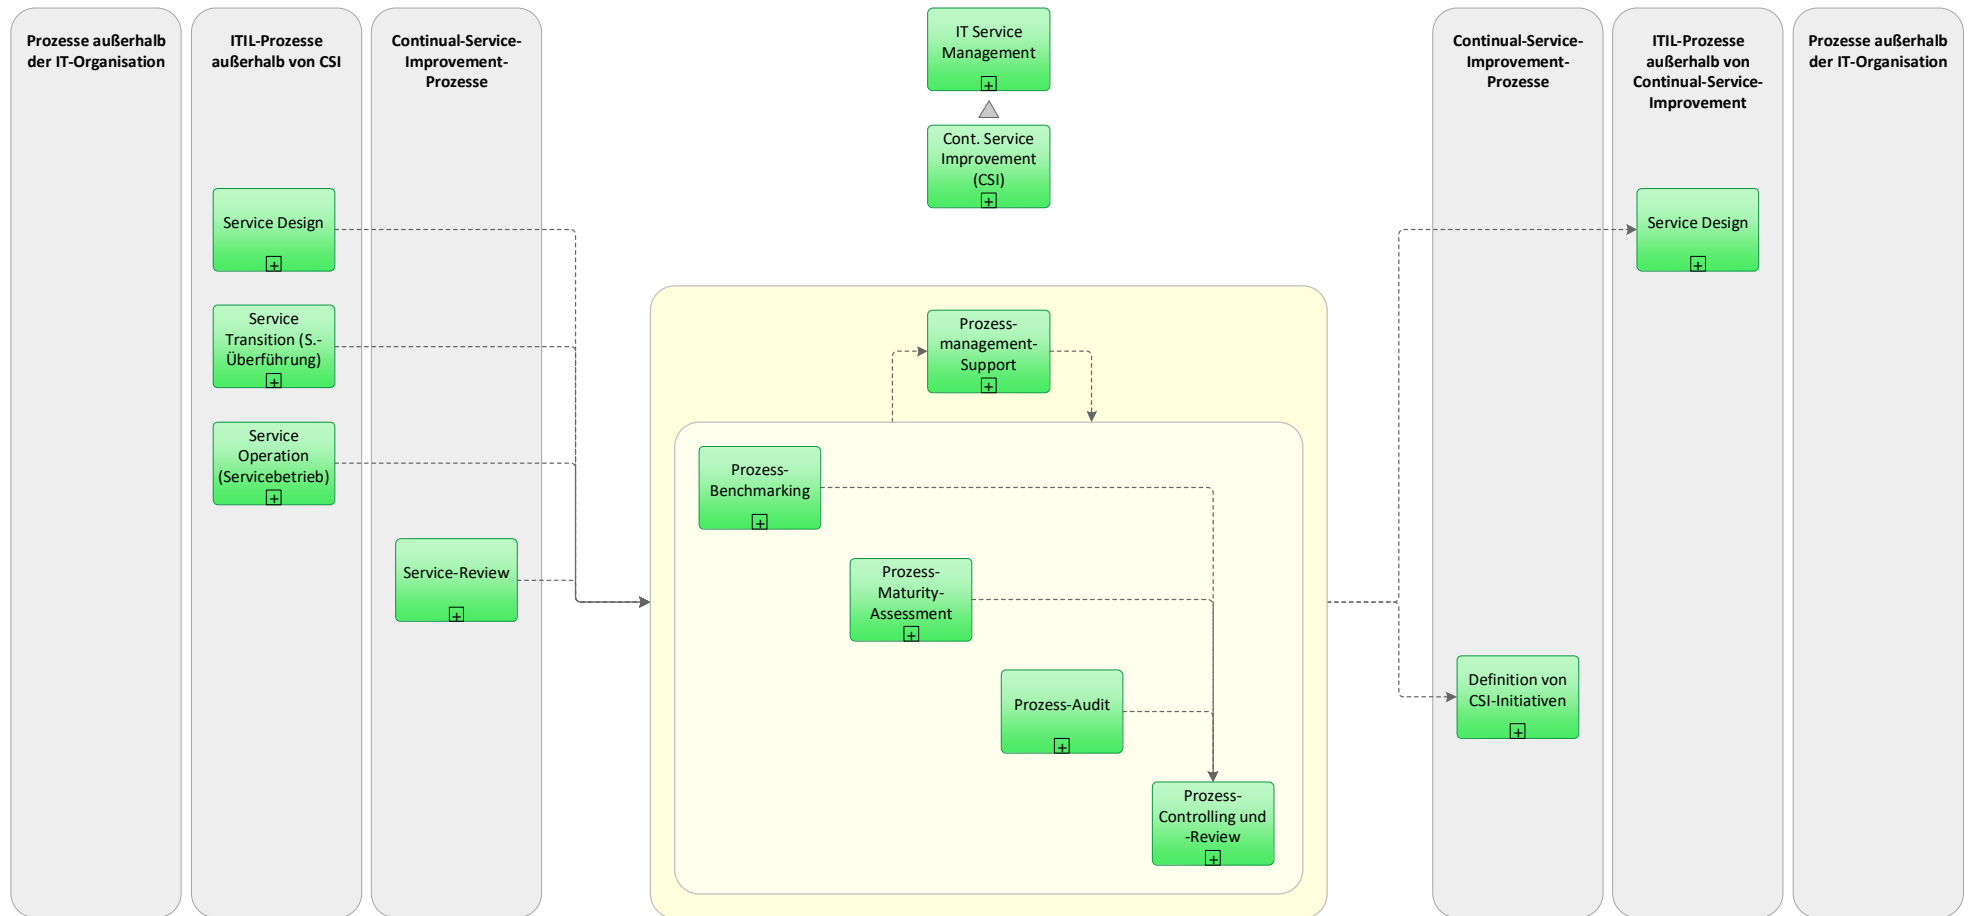 Prozesse außerhalb
der IT-Organisation
ITIL-Prozesse
außerhalb von CSI
Continual-Service-
Improvement-
Prozesse
IT Service
Management
Cont. Service
Improvement
(CSI)
Continual-Service-
Improvement-
Prozesse
ITIL-Prozesse
außerhalb von
Continual-Service-
Improvement
Prozesse außerhalb
der IT-Organisation
Service Design
Service
Transition (S.-
Überführung)
Service
Operation
(Servicebetrieb)
Service-Review
Prozess-
management-
Support
Prozess-
Benchmarking
Prozess-
Maturity-
Assessment
Prozess-Audit
Prozess-
Controlling und
-Review
Service Design
Definition von
CSI-Initiativen